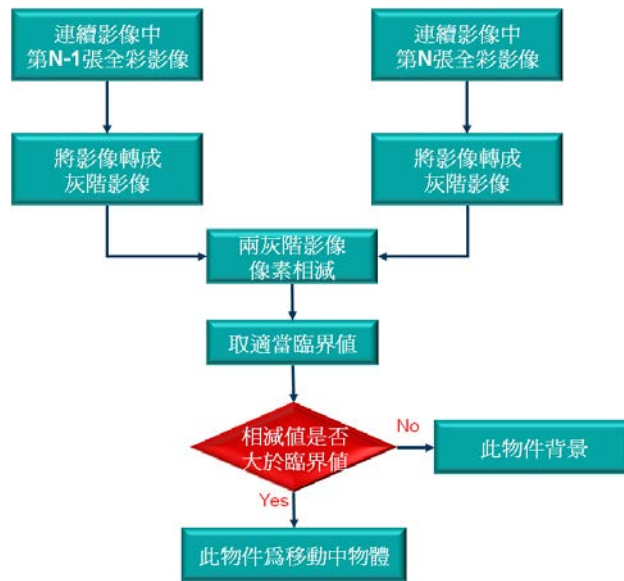 連續影像中
第N-1張全彩影像
連續影像中
第N張全彩影像
將影像轉成
灰階影像
將影像轉成
灰階影像
兩灰階影像
像素相減
取適當臨界值
相減值是否
大於臨界值
No
此物件背景
Yes
此物件爲移動中物體